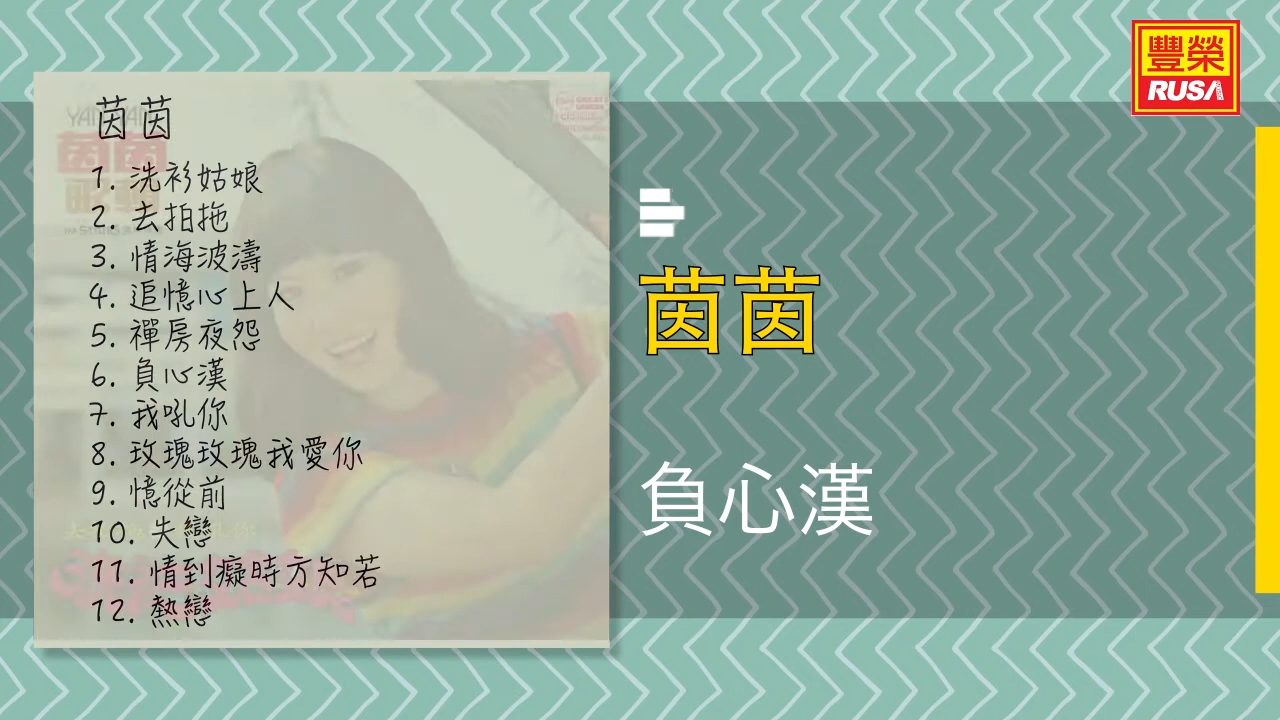 茵茵
1. 洗衫姑娘
2. 去拍拖
3. 情海波濤
4. 追憶心上人
5. 禪房夜怨
6. 負心漢
7. 我吼你
8. 玫瑰玫瑰我愛你
9. 憶從前
10. 失戀
11. 情到癡時方知若
12. 熱戀
豐榮
RUSA
茵茵
負心漢